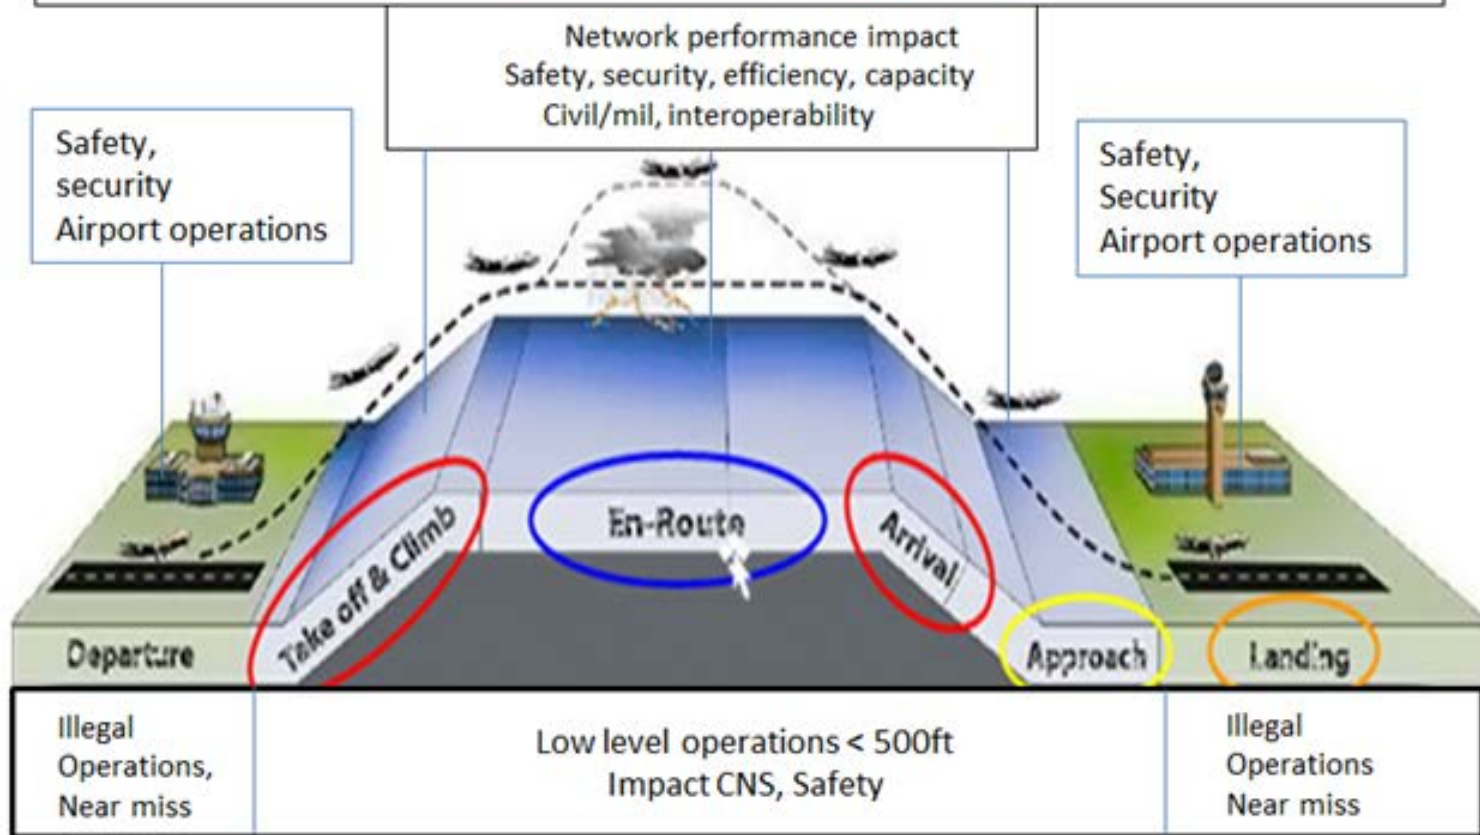 Network performance impact
Safety, security, efficiency, capacity
Civil/mil, interoperability
Safety,
security
Airport operations
Safety,
Security
Airport operations
Departure
Take off & Climb
En-Route
Arrival
Approach
Landing
Illegal
Operations,
Near miss
Low level operations < 500ft
Impact CNS, Safety
Illegal
Operations
Near miss